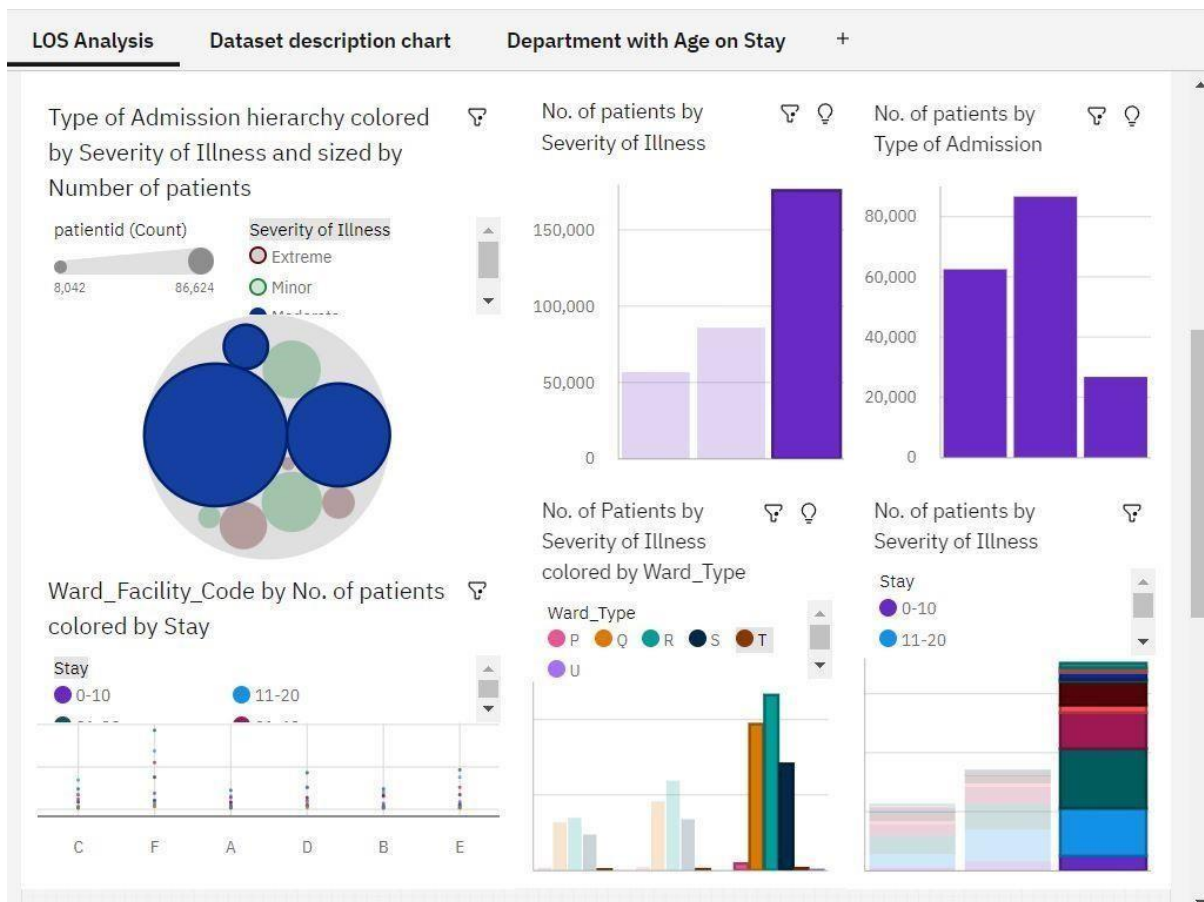 LOS Analysis Dataset description chart Department with Age on Stay +
Type of Admission hierarchy colored
by Severity of Illness and sized by
Number of patients
patientid (Count)
8,042 86,624
Severity of Illness
Extreme
Minor
Moderate
No. of patients by
Severity of Illness
150,000
100,000
50,000
0
No. of patients by
Type of Admission
80,000
60,000
40,000
20,000
0
Ward_Facility_Code by No. of patients
colored by Stay
Stay
0-10 11-20
C F A D B E
No. of Patients by
Severity of Illness
colored by Ward_Type
Ward_Type
P Q R S T
U
No. of patients by
Severity of Illness
Stay
0-10
11-20